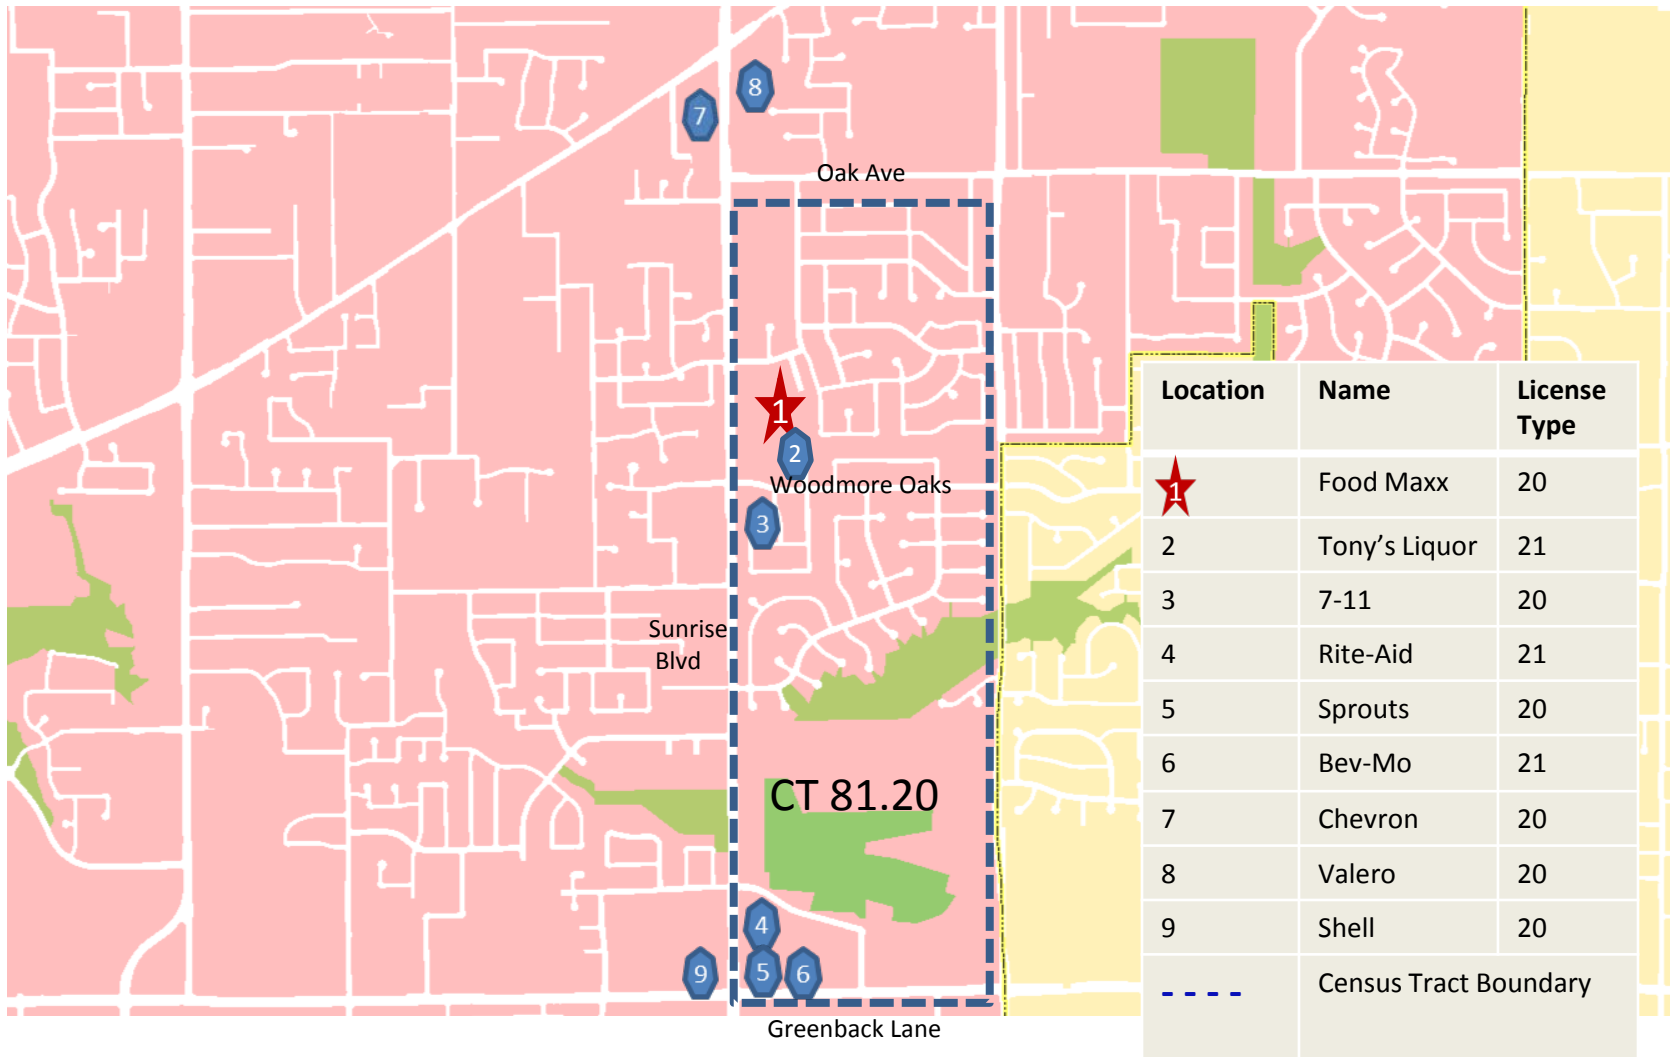 8
7
Oak Ave
1
2
Woodmore Oaks
3
Sunrise
Blvd
CT 81.20
4
9
5
6
Greenback Lane
Location Name License
Type
1 Food Maxx 20
2 Tony’s Liquor 21
3 7-11 20
4 Rite-Aid 21
5 Sprouts 20
6 Bev-Mo 21
7 Chevron 20
8 Valero 20
9 Shell 20
Census Tract Boundary